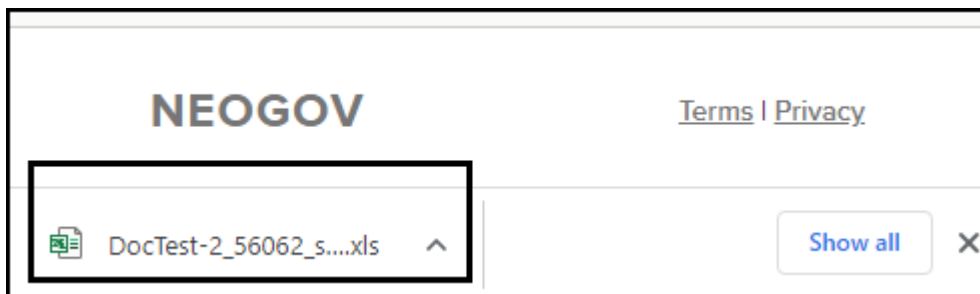 NEOGOV
Terms | Privacy
DocTest-2_56062_s....xls
Show all